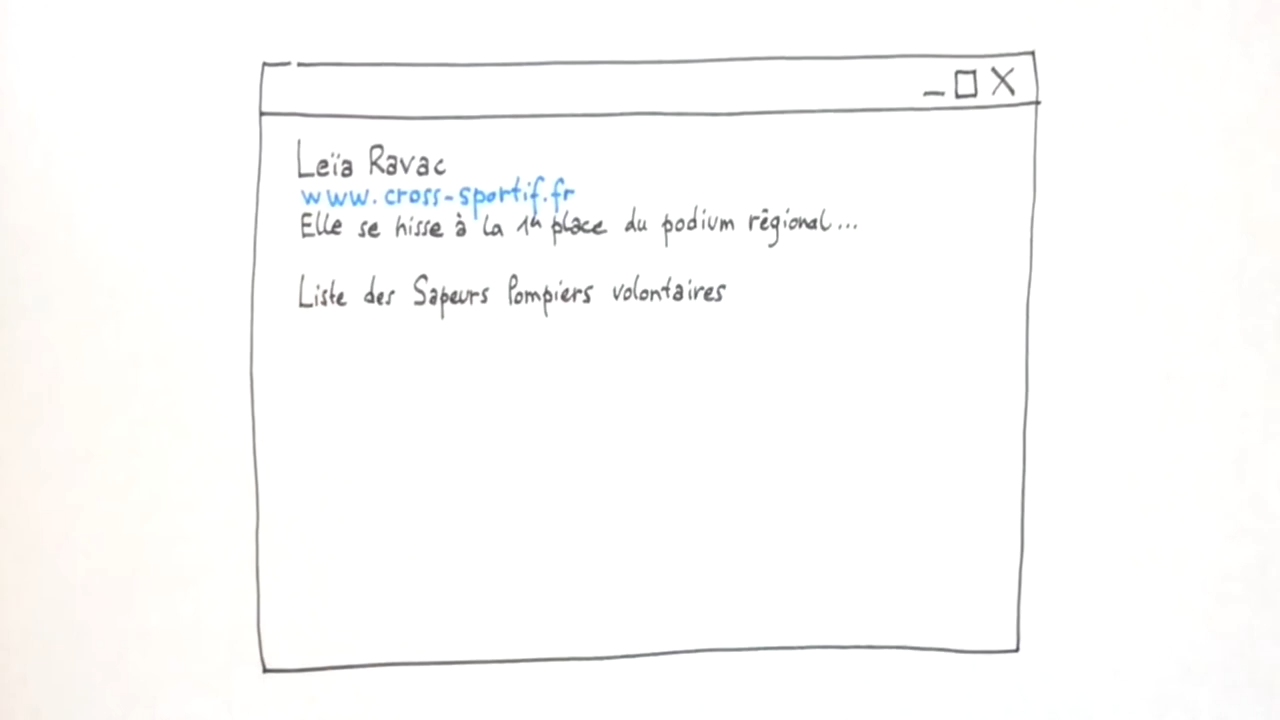 Leïa Ravac
www.cross-sportif.fr
Elle se hisse à la 1è place du podium régional...
Liste des Sapeurs Pompiers volontaires